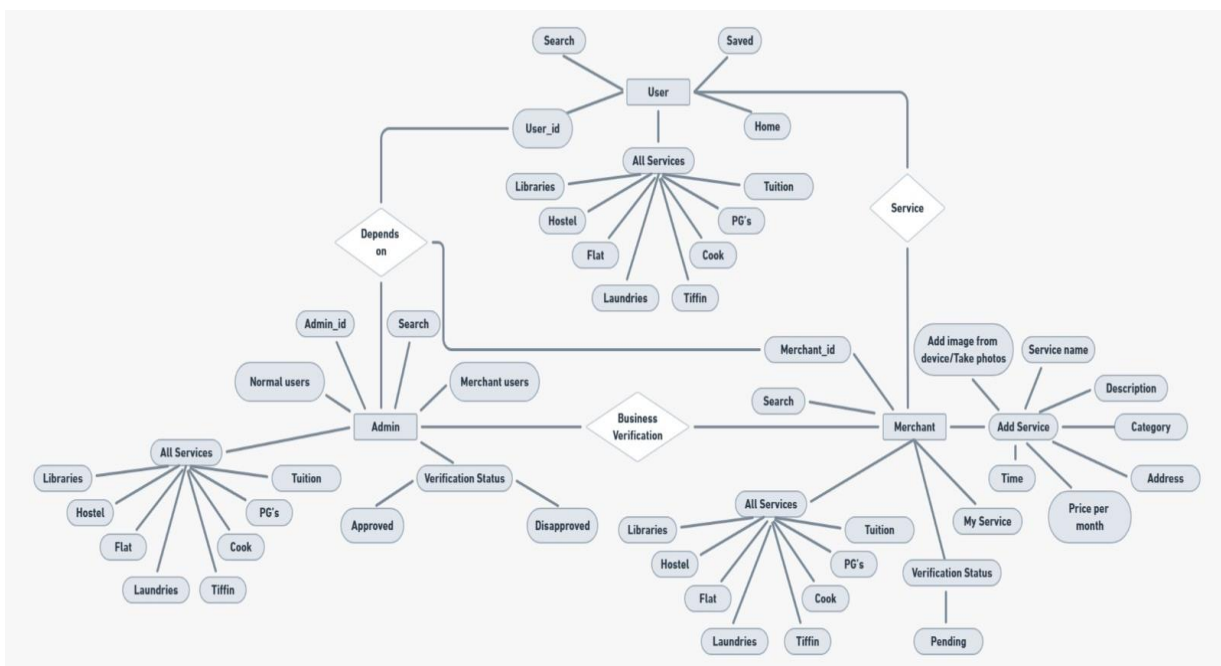 Search
Saved
User
User_id
Home
All Services
Libraries
Tuition
Hostel
PG's
Flat
Cook
Laundries
Tiffin
Service
Depends
on
Admin_id
Search
Normal users
Merchant users
Admin
All Services
Libraries
Tuition
Hostel
PG's
Flat
Cook
Laundries
Tiffin
Verification Status
Approved
Disapproved
Business
Verification
Merchant_id
Search
Merchant
Add image from
device/Take photos
Service name
Description
Add Service
Category
Time
Address
Price per
month
All Services
Libraries
Tuition
Hostel
PG's
Flat
Cook
Laundries
Tiffin
My Service
Verification Status
Pending